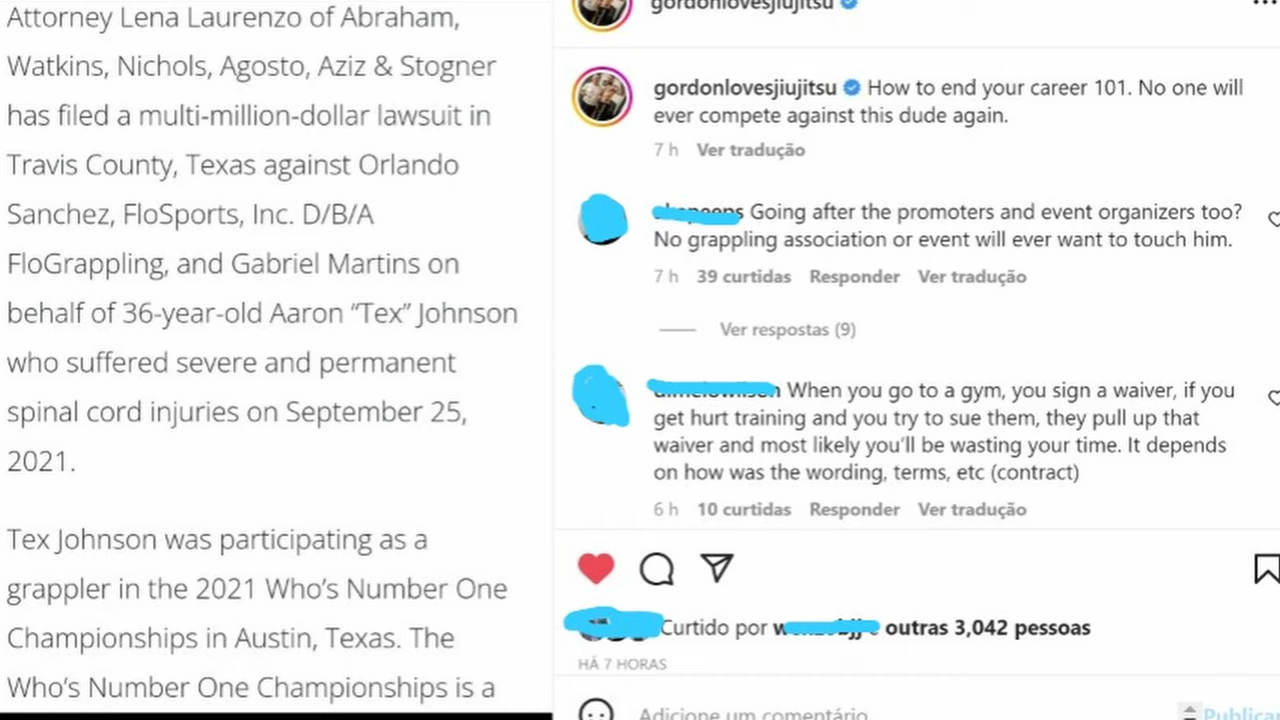 Attorney Lena Laurenzo of Abraham,
Watkins, Nichols, Agosto, Aziz & Stogner
has filed a multi-million-dollar lawsuit in
Travis County, Texas against Orlando
Sanchez, FloSports, Inc. D/B/A
FloGrappling, and Gabriel Martins on
behalf of 36-year-old Aaron “Tex” Johnson
who suffered severe and permanent
spinal cord injuries on September 25,
2021.
Tex Johnson was participating as a
grappler in the 2021 Who’s Number One
Championships in Austin, Texas. The
Who’s Number One Championships is a
gordonlovesjiujitsu
gordonlovesjiujitsu How to end your career 101. No one will
ever compete against this dude again.
7 h Ver tradução
Going after the promoters and event organizers too?
No grappling association or event will ever want to touch him.
7 h 39 curtidas Responder Ver tradução
Ver respostas (9)
When you go to a gym, you sign a waiver, if you
get hurt training and you try to sue them, they pull up that
waiver and most likely you’ll be wasting your time. It depends
on how was the wording, terms, etc (contract)
6 h 10 curtidas Responder Ver tradução
Curtido por outras 3,042 pessoas
HÁ 7 HORAS
Adicione um comentário
Publicar